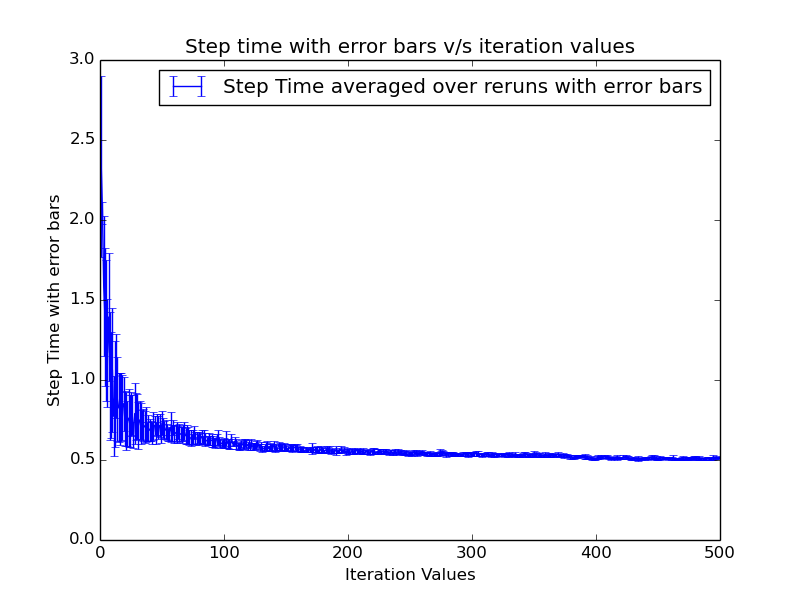 Step time with error bars v/s iteration values
Step Time averaged over reruns with error bars
Step Time with error bars
3.0
2.5
2.0
1.5
1.0
0.5
0.0
0 100 200 300 400 500
Iteration Values